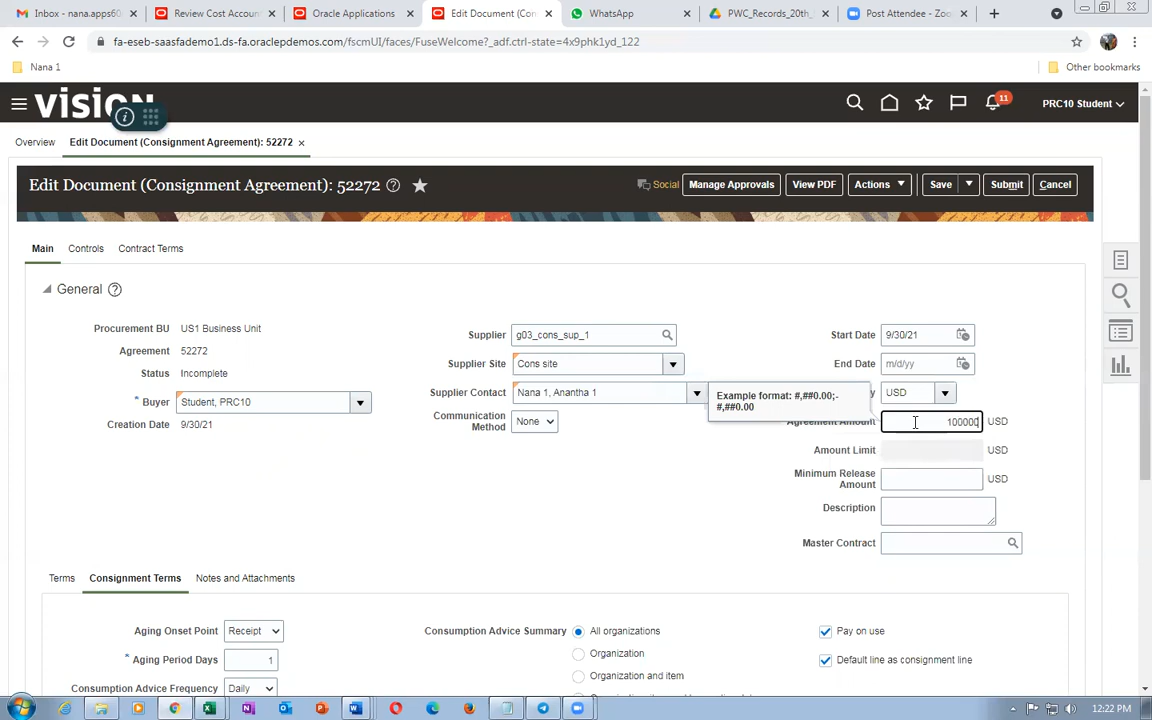 Inbox - nana.apps60
Review Cost Accoun
Oracle Applications
Edit Document (Con
WhatsApp
PWC_Records_20th_
Post Attendee - Zoo
fa-eseb-saasfademo1.ds-fa.oraclepdemos.com/fscmUI/faces/FuseWelcome?_adf.ctrl-state=4x9phk1yd_122
Nana 1
Other bookmarks
VISION
11
PRC10 Student
Overview
Edit Document (Consignment Agreement): 52272
Edit Document (Consignment Agreement): 52272
Social
Manage Approvals
View PDF
Actions
Save
Submit
Cancel
Main
Controls
Contract Terms
General
Procurement BU US1 Business Unit
Agreement 52272
Status Incomplete
* Buyer Student, PRC10
Creation Date 9/30/21
Supplier g03_cons_sup_1
Supplier Site Cons site
Supplier Contact Nana 1, Anantha 1
Communication Method None
Start Date 9/30/21
End Date m/d/yy
USD
Example format: #,##0.00;-
#,##0.00
Agreement Amount 100000 USD
Amount Limit USD
Minimum Release Amount USD
Description
Master Contract
Terms
Consignment Terms
Notes and Attachments
Aging Onset Point Receipt
* Aging Period Days 1
Consumption Advice Frequency Daily
Consumption Advice Summary All organizations
Organization
Organization and item
Pay on use
Default line as consignment line
12:22 PM